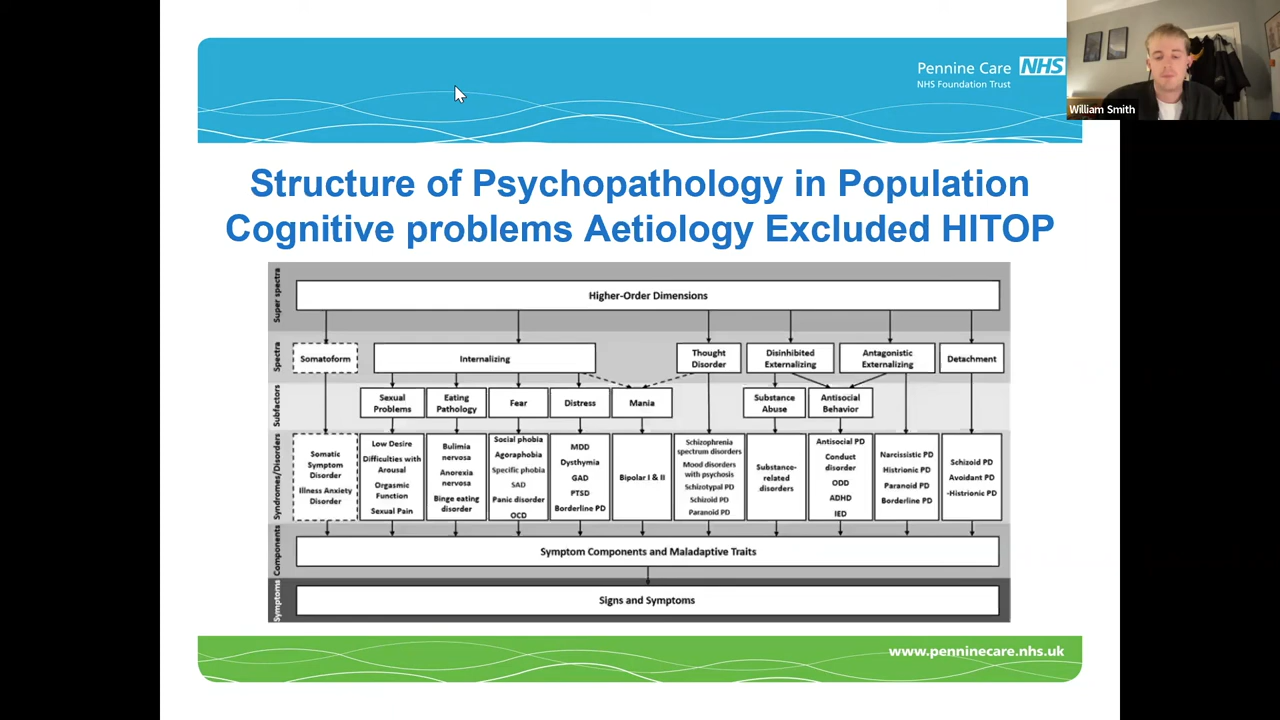 Pennine Care NHS
NHS Foundation Trust
William Smith
Structure of Psychopathology in Population
Cognitive problems Aetiology Excluded HITOP
Super spectra
Higher-Order Dimensions
Spectra
Somatoform
Internalizing
Thought
Disorder
Disinhibited
Externalizing
Antagonistic
Externalizing
Detachment
Subfactors
Sexual
Problems
Eating
Pathology
Fear
Distress
Mania
Substance
Abuse
Antisocial
Behavior
Syndromes/Disorders
Somatic
Symptom
Disorder
Illness Anxiety
Disorder
Low Desire
Difficulties with
Arousal
Orgasmic
Function
Sexual Pain
Bulimia
nervosa
Anorexia
nervosa
Binge eating
disorder
Social phobia
Agoraphobia
Specific phobia
SAD
Panic disorder
OCD
MDD
Dysthymia
GAD
PTSD
Borderline PD
Bipolar I & II
Schizophrenia
spectrum disorders
Mood disorders
with psychosis
Schizotypal PD
Schizoid PD
Paranoid PD
Substance-
related
disorders
Antisocial PD
Conduct
disorder
ODD
ADHD
IED
Narcissistic PD
Histrionic PD
Paranoid PD
Borderline PD
Schizoid PD
Avoidant PD
-Histrionic PD
Components
Symptom Components and Maladaptive Traits
Symptoms
Signs and Symptoms
www.penninecare.nhs.uk